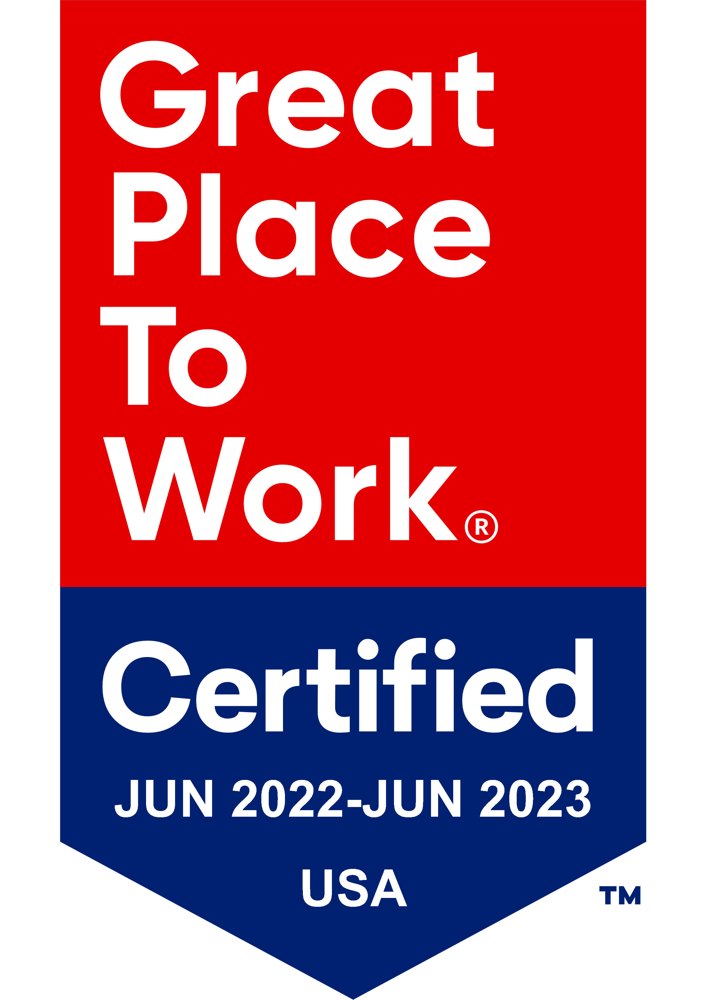 Great
Place
To
Work®
Certified
JUN 2022-JUN 2023
USA
TM